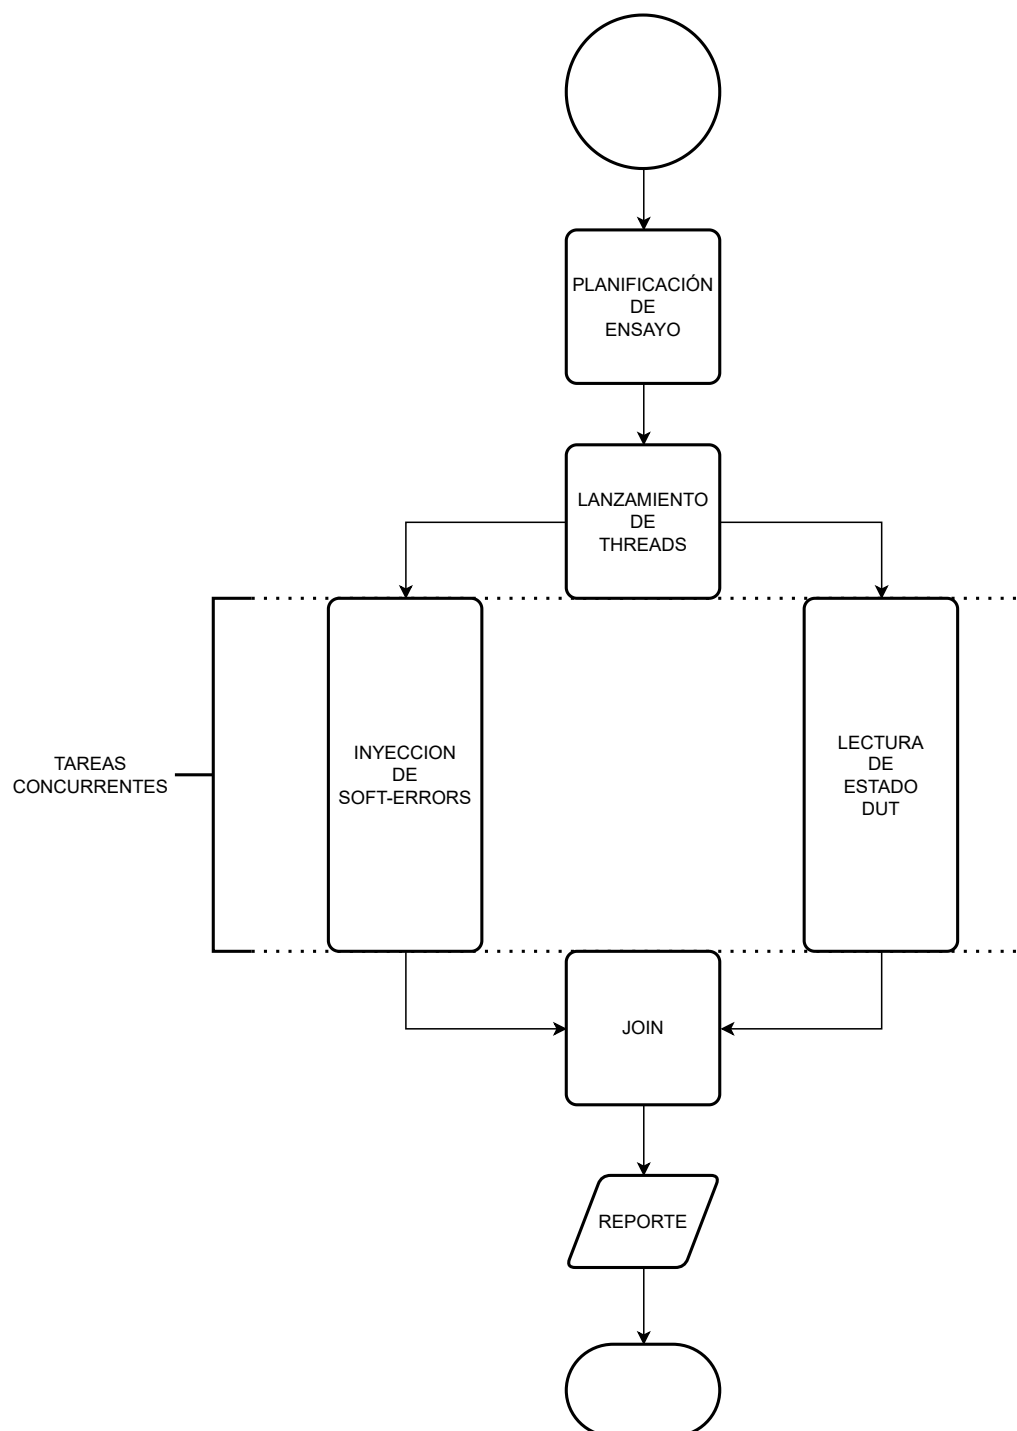 PLANIFICACIÓN
DE
ENSAYO
LANZAMIENTO
DE
THREADS
TAREAS
CONCURRENTES
INYECCION
DE
SOFT-ERRORS
LECTURA
DE
ESTADO
DUT
JOIN
REPORTE